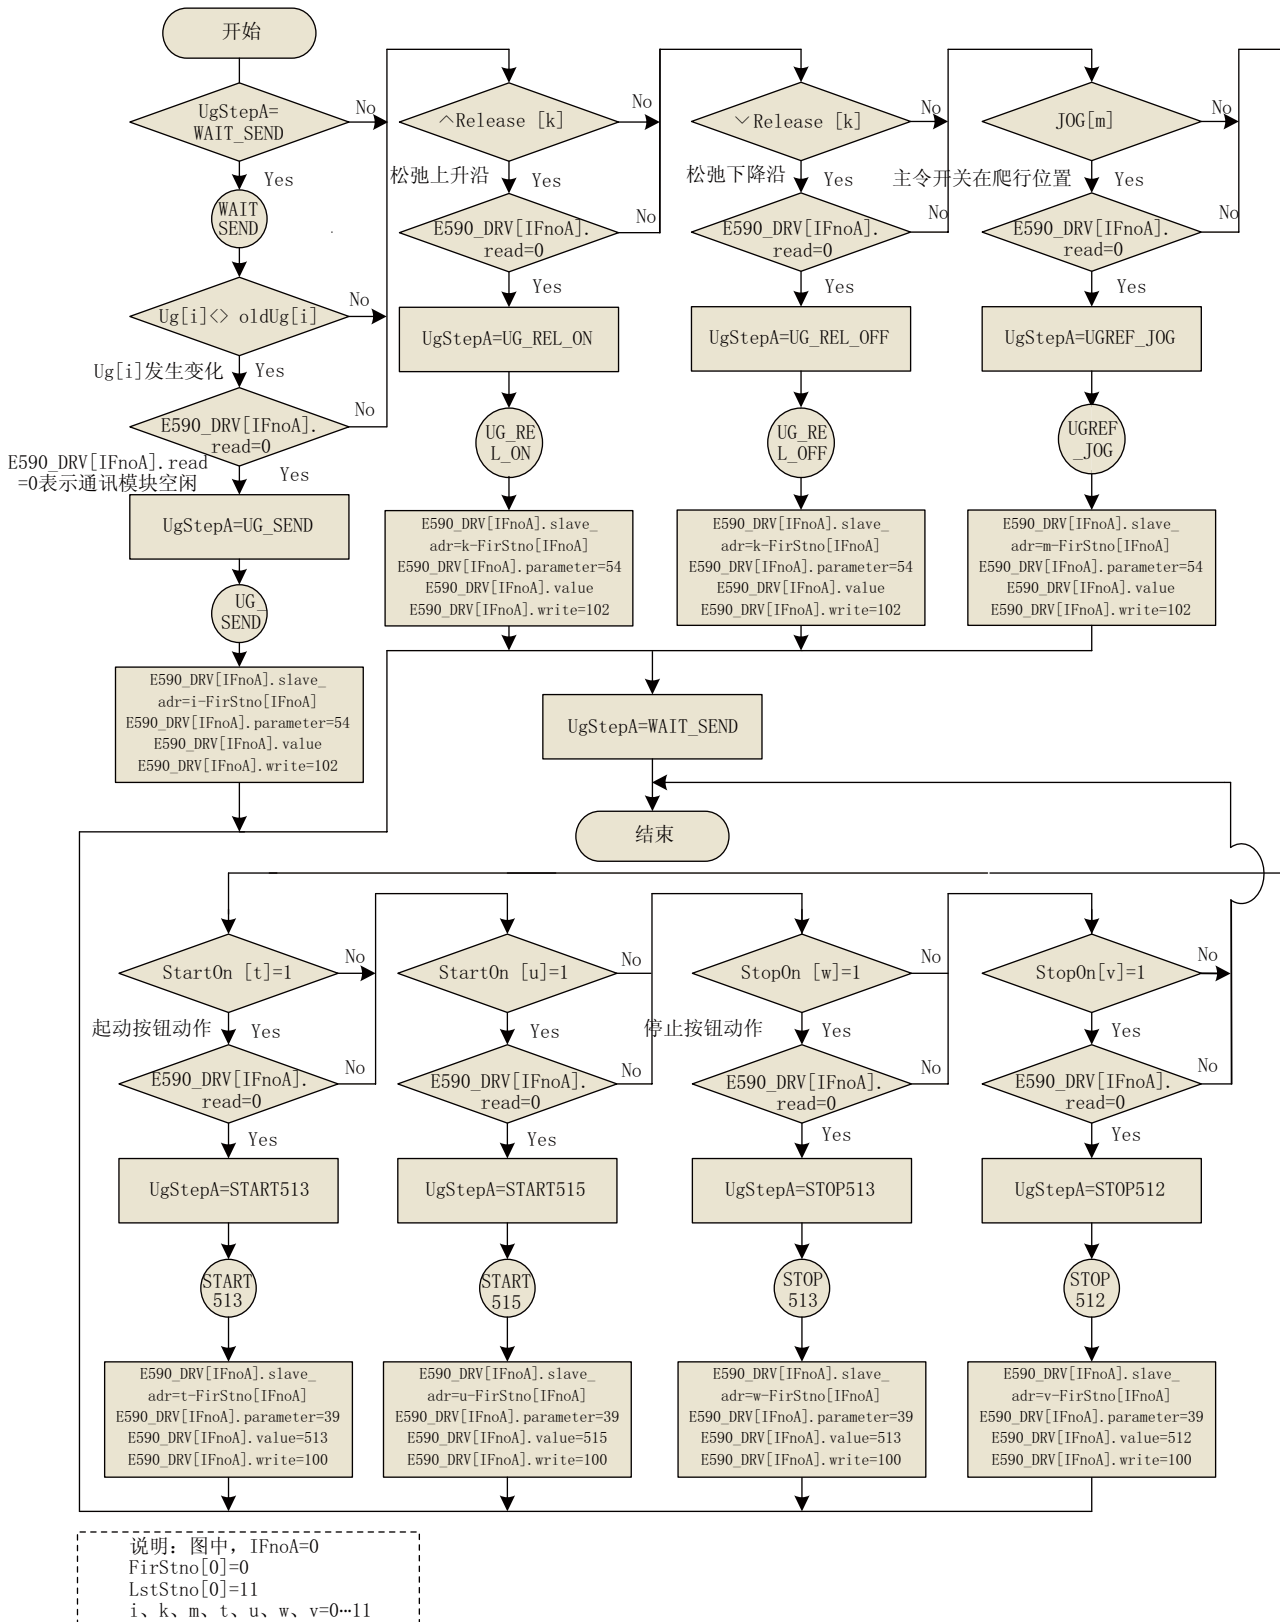 开始
UgStepA=
WAIT_SEND
No
Yes
WAIT
SEND
Ug[i]<> oldUg[i]
No
Ug[i]发生变化
Yes
E590_DRV[IFnoA].
read=0
No
E590_DRV[IFnoA].read
=0表示通讯模块空闲
Yes
UgStepA=UG_SEND
UG_
SEND
E590_DRV[IFnoA].slave_
adr=i-FirStno[IFnoA]
E590_DRV[IFnoA].parameter=54
E590_DRV[IFnoA].value
E590_DRV[IFnoA].write=102
︿Release [k]
No
松弛上升沿
Yes
E590_DRV[IFnoA].
read=0
No
Yes
UgStepA=UG_REL_ON
UG_RE
L_ON
E590_DRV[IFnoA].slave_
adr=k-FirStno[IFnoA]
E590_DRV[IFnoA].parameter=54
E590_DRV[IFnoA].value
E590_DRV[IFnoA].write=102
﹀Release [k]
No
松弛下降沿
Yes
E590_DRV[IFnoA].
read=0
No
Yes
UgStepA=UG_REL_OFF
UG_RE
L_OFF
E590_DRV[IFnoA].slave_
adr=k-FirStno[IFnoA]
E590_DRV[IFnoA].parameter=54
E590_DRV[IFnoA].value
E590_DRV[IFnoA].write=102
JOG[m]
No
主令开关在爬行位置
Yes
E590_DRV[IFnoA].
read=0
No
Yes
UgStepA=UGREF_JOG
UGREF
_JOG
E590_DRV[IFnoA].slave_
adr=m-FirStno[IFnoA]
E590_DRV[IFnoA].parameter=54
E590_DRV[IFnoA].value
E590_DRV[IFnoA].write=102
UgStepA=WAIT_SEND
结束
StartOn [t]=1
No
起动按钮动作
Yes
E590_DRV[IFnoA].
read=0
No
Yes
UgStepA=START513
START
513
E590_DRV[IFnoA].slave_
adr=t-FirStno[IFnoA]
E590_DRV[IFnoA].parameter=39
E590_DRV[IFnoA].value=513
E590_DRV[IFnoA].write=100
StartOn [u]=1
No
Yes
E590_DRV[IFnoA].
read=0
No
Yes
UgStepA=START515
START
515
E590_DRV[IFnoA].slave_
adr=u-FirStno[IFnoA]
E590_DRV[IFnoA].parameter=39
E590_DRV[IFnoA].value=515
E590_DRV[IFnoA].write=100
StopOn [w]=1
No
停止按钮动作
Yes
E590_DRV[IFnoA].
read=0
No
Yes
UgStepA=STOP513
STOP
513
E590_DRV[IFnoA].slave_
adr=w-FirStno[IFnoA]
E590_DRV[IFnoA].parameter=39
E590_DRV[IFnoA].value=513
E590_DRV[IFnoA].write=100
StopOn[v]=1
No
Yes
E590_DRV[IFnoA].
read=0
No
Yes
UgStepA=STOP512
STOP
512
E590_DRV[IFnoA].slave_
adr=v-FirStno[IFnoA]
E590_DRV[IFnoA].parameter=39
E590_DRV[IFnoA].value=512
E590_DRV[IFnoA].write=100
说明：图中，IFnoA=0
FirStno[0]=0
LstStno[0]=11
i、k、m、t、u、w、v=0…11